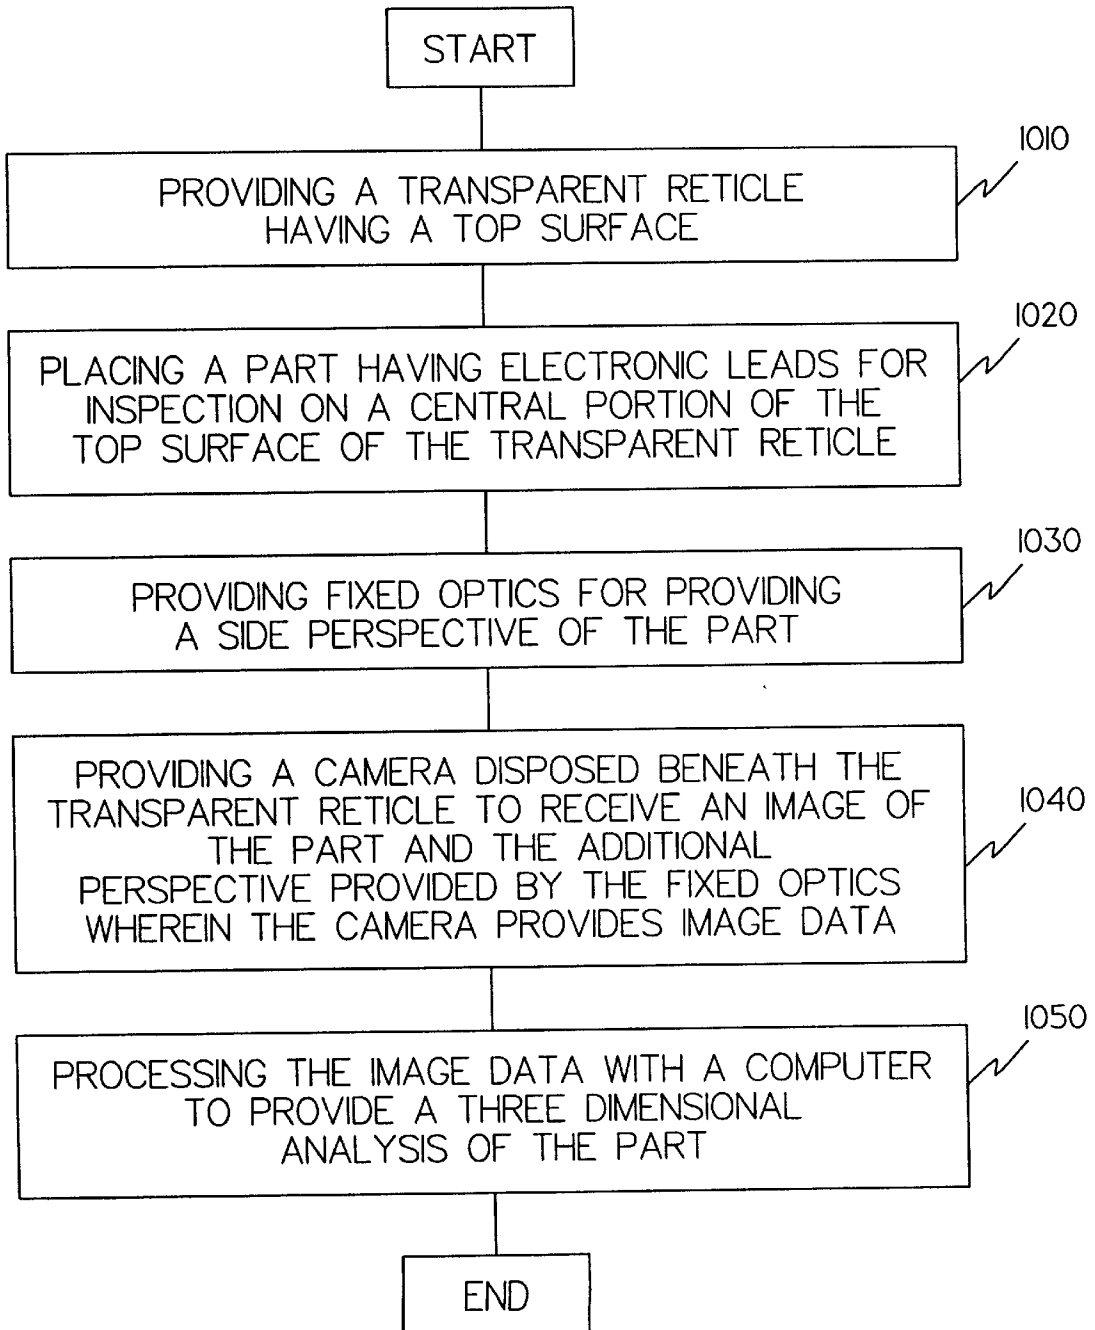 START
1010
PROVIDING A TRANSPARENT RETICLE
HAVING A TOP SURFACE
1020
PLACING A PART HAVING ELECTRONIC LEADS FOR
INSPECTION ON A CENTRAL PORTION OF THE
TOP SURFACE OF THE TRANSPARENT RETICLE
1030
PROVIDING FIXED OPTICS FOR PROVIDING
A SIDE PERSPECTIVE OF THE PART
1040
PROVIDING A CAMERA DISPOSED BENEATH THE
TRANSPARENT RETICLE TO RECEIVE AN IMAGE OF
THE PART AND THE ADDITIONAL
PERSPECTIVE PROVIDED BY THE FIXED OPTICS
WHEREIN THE CAMERA PROVIDES IMAGE DATA
1050
PROCESSING THE IMAGE DATA WITH A COMPUTER
TO PROVIDE A THREE DIMENSIONAL
ANALYSIS OF THE PART
END